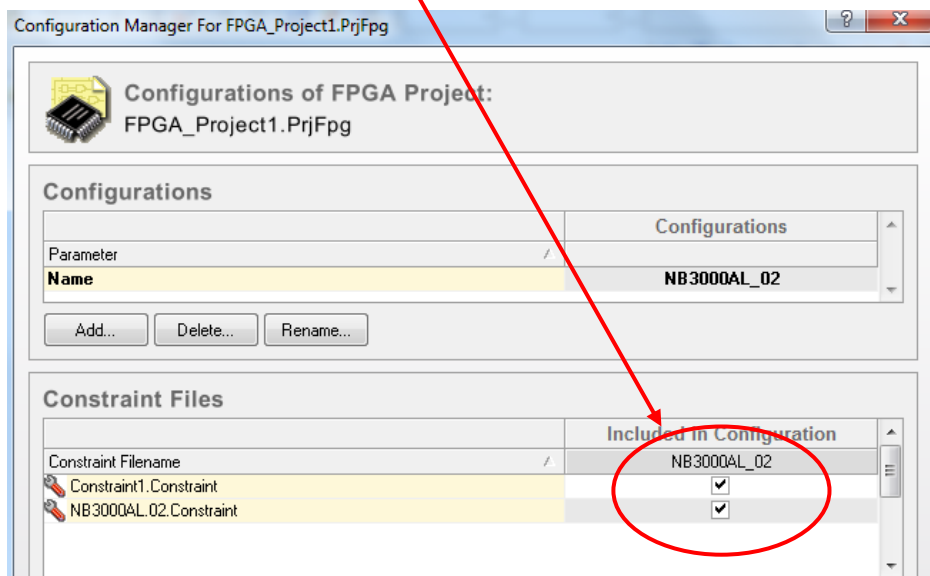 Configuration Manager For FPGA_Project1.PrjFpg
Configurations of FPGA Project:
FPGA_Project1.PrjFpg
Configurations
Configurations
Parameter
Name NB3000AL_02
Add... Delete... Rename...
Constraint Files
Included In Configuration
Constraint Filename NB3000AL_02
Constraint1.Constraint
NB3000AL.02.Constraint